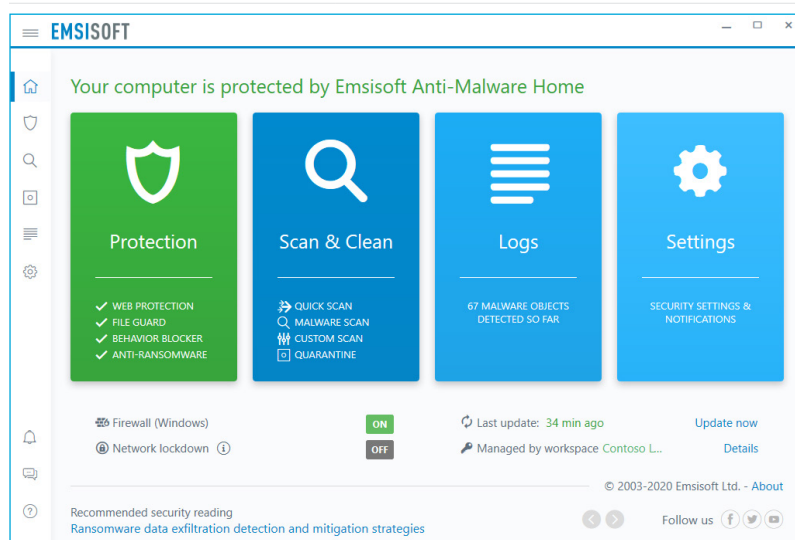 EMSISOFT
Your computer is protected by Emsisoft Anti-Malware Home
Protection
WEB PROTECTION
FILE GUARD
BEHAVIOR BLOCKER
ANTI-RANSOMWARE
Scan & Clean
QUICK SCAN
MALWARE SCAN
CUSTOM SCAN
QUARANTINE
Logs
67 MALWARE OBJECTS
DETECTED SO FAR
Settings
SECURITY SETTINGS &
NOTIFICATIONS
Firewall (Windows) ON
Network lockdown OFF
Last update: 34 min ago Update now
Managed by workspace Contoso L... Details
© 2003-2020 Emsisoft Ltd. - About
Recommended security reading
Ransomware data exfiltration detection and mitigation strategies
Follow us